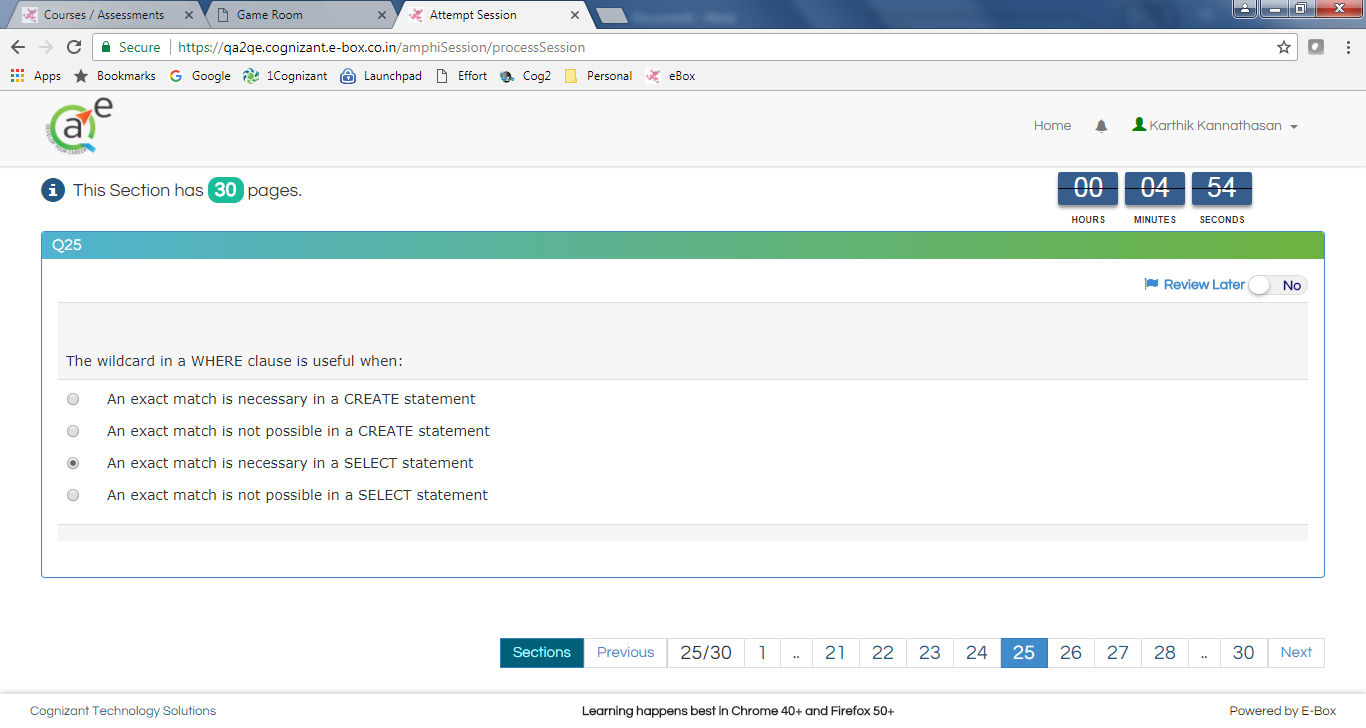 Courses / Assessments
Game Room
Attempt Session
Secure https://qa2qe.cognizant.e-box.co.in/amphiSession/processSession
Apps Bookmarks Google 1Cognizant Launchpad Effort Cog2 Personal eBox
a e
Home Karthik Kannathasan
This Section has 30 pages.
00 04 54
HOURS MINUTES SECONDS
Q25
Review Later No
The wildcard in a WHERE clause is useful when:
An exact match is necessary in a CREATE statement
An exact match is not possible in a CREATE statement
An exact match is necessary in a SELECT statement
An exact match is not possible in a SELECT statement
Sections Previous 25/30 1 .. 21 22 23 24 25 26 27 28 .. 30 Next
Cognizant Technology Solutions Learning happens best in Chrome 40+ and Firefox 50+ Powered by E-Box